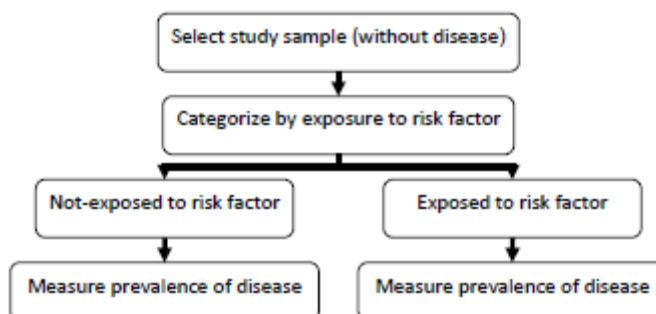 Select study sample (without disease)
Categorize by exposure to risk factor
Not-exposed to risk factor
Exposed to risk factor
Measure prevalence of disease
Measure prevalence of disease